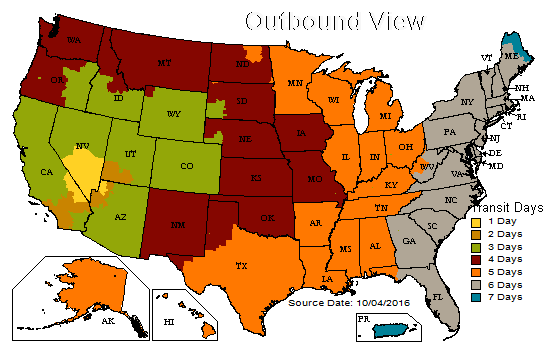 Outbound View
WA
MT
ND
MN
ME
VT
OR
ID
SD
WI
MI
NH
MA
NY
RI
CT
WY
IA
PA
NJ
NE
OH
NV
UT
IL
IN
DE
WV
MD
CA
CO
KS
MO
VA
KY
NC
TN
OK
AZ
NM
AR
SC
MS
AL
GA
TX
LA
FL
AK
HI
PR
Transit Days
1 Day
2 Days
3 Days
4 Days
5 Days
6 Days
7 Days
Source Date: 10/04/2016